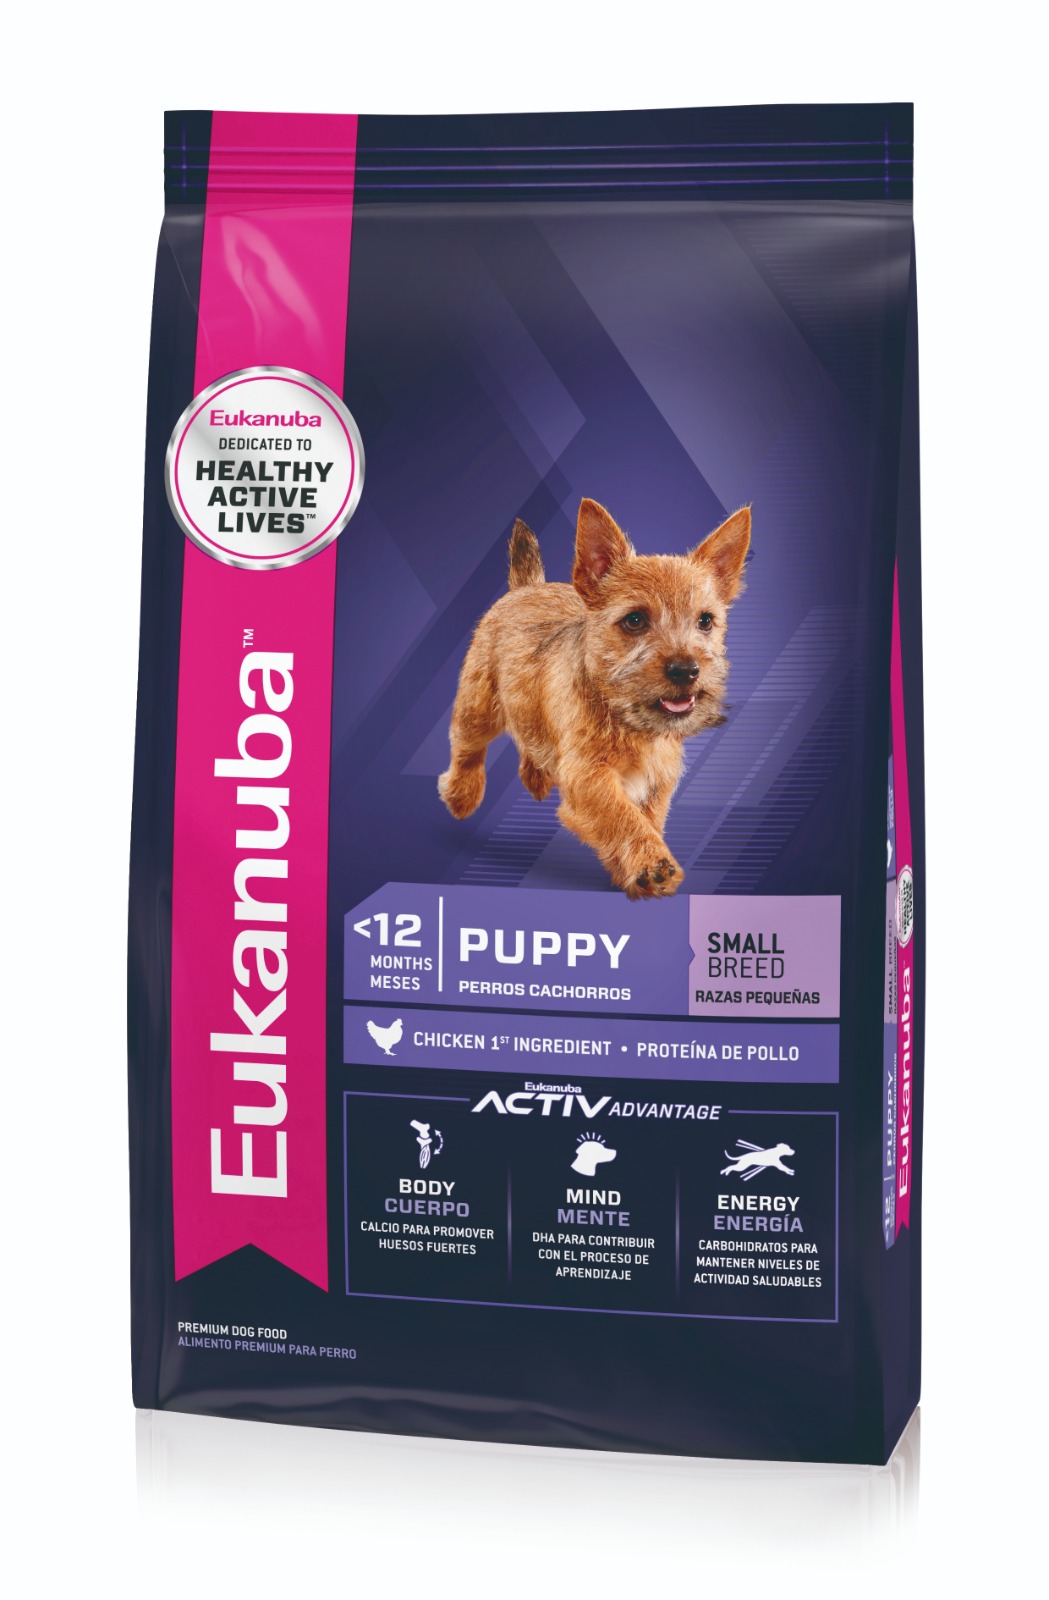 Eukanuba
DEDICATED TO
HEALTHY
ACTIVE
LIVES™
Eukanuba™
<12
MONTHS
MESES
PUPPY
PERROS CACHORROS
SMALL
BREED
RAZAS PEQUEÑAS
CHICKEN 1ST INGREDIENT • PROTEÍNA DE POLLO
Eukanuba
ACTIV ADVANTAGE
BODY
CUERPO
CALCIO PARA PROMOVER
HUESOS FUERTES
MIND
MENTE
DHA PARA CONTRIBUIR
CON EL PROCESO DE
APRENDIZAJE
ENERGY
ENERGÍA
CARBOHIDRATOS PARA
MANTENER NIVELES DE
ACTIVIDAD SALUDABLES
PREMIUM DOG FOOD
ALIMENTO PREMIUM PARA PERRO
Eukanuba
PUPPY
SMALL BREED